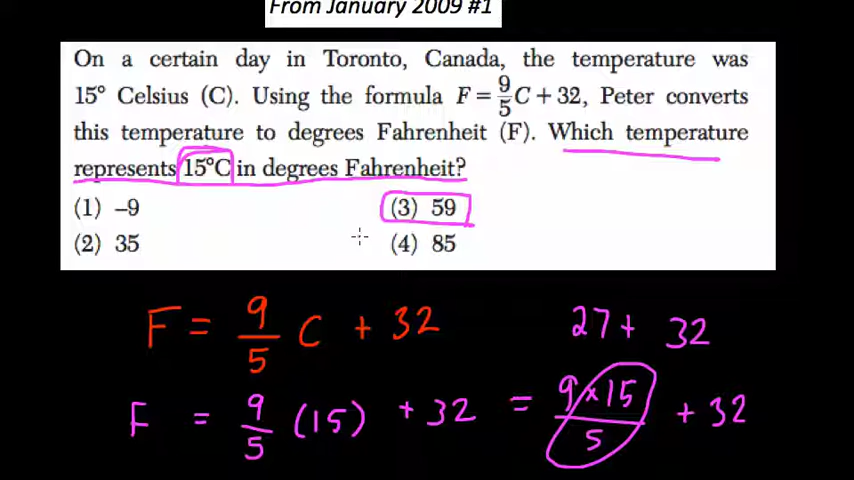 From January 2009 #1
On a certain day in Toronto, Canada, the temperature was
15° Celsius (C). Using the formula F = 9/5 C + 32, Peter converts
this temperature to degrees Fahrenheit (F). Which temperature
represents 15°C in degrees Fahrenheit?
(1) –9 (3) 59
(2) 35 (4) 85
F = 9/5 C + 32 27 + 32
F = 9/5 (15) + 32 = 9×15/5 + 32